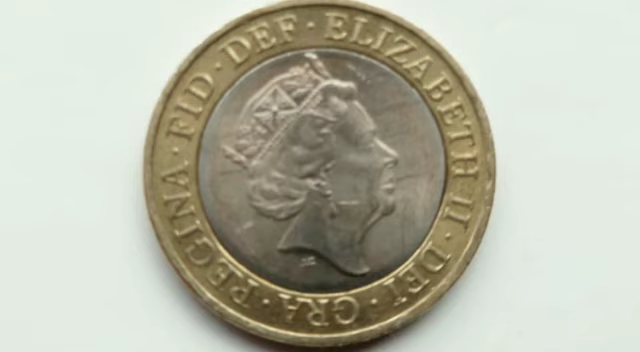 ELIZABETH II · DEI · GRA · REGINA · FID · DEF ·